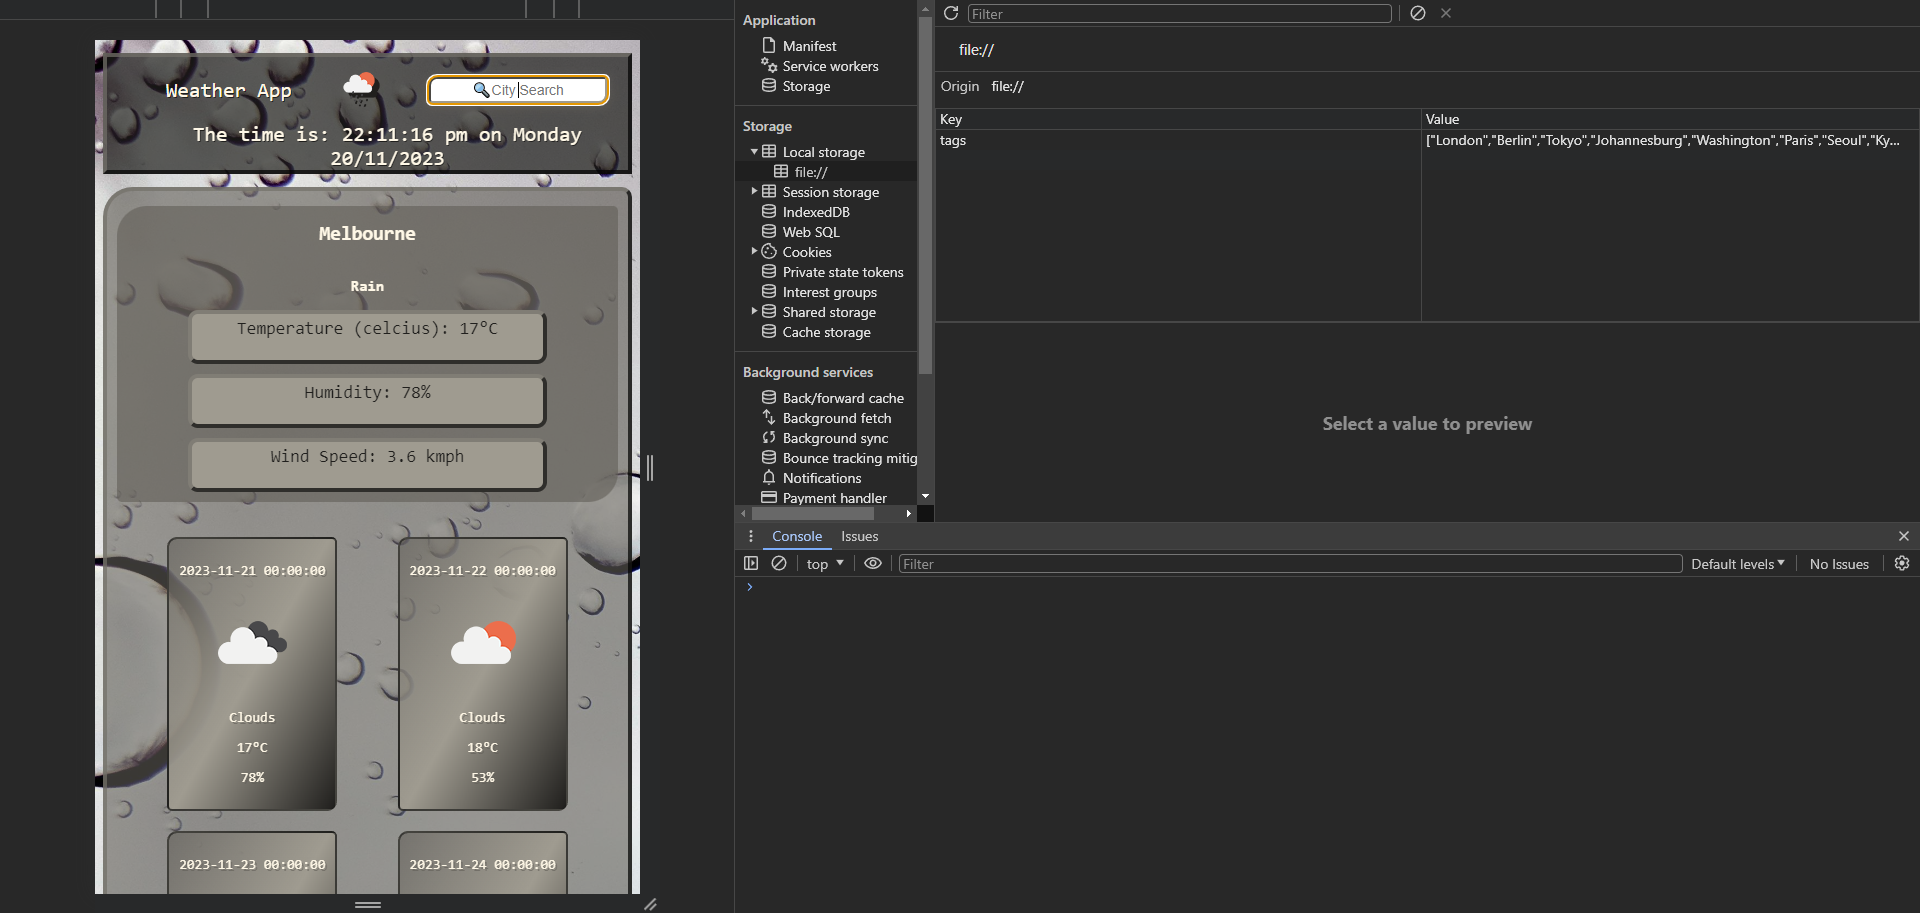 Weather App
🔍City Search
The time is: 22:11:16 pm on Monday
20/11/2023
Melbourne
Rain
Temperature (celcius): 17°C
Humidity: 78%
Wind Speed: 3.6 kmph
2023-11-21 00:00:00
Clouds
17°C
78%
2023-11-22 00:00:00
Clouds
18°C
53%
2023-11-23 00:00:00
2023-11-24 00:00:00
Application
Manifest
Service workers
Storage
Storage
Local storage
file://
Session storage
IndexedDB
Web SQL
Cookies
Private state tokens
Interest groups
Shared storage
Cache storage
Background services
Back/forward cache
Background fetch
Background sync
Bounce tracking mitig
Notifications
Payment handler
Filter
file://
Origin file://
Key Value
tags ["London","Berlin","Tokyo","Johannesburg","Washington","Paris","Seoul","Ky...
Select a value to preview
Console Issues
top Filter Default levels No Issues